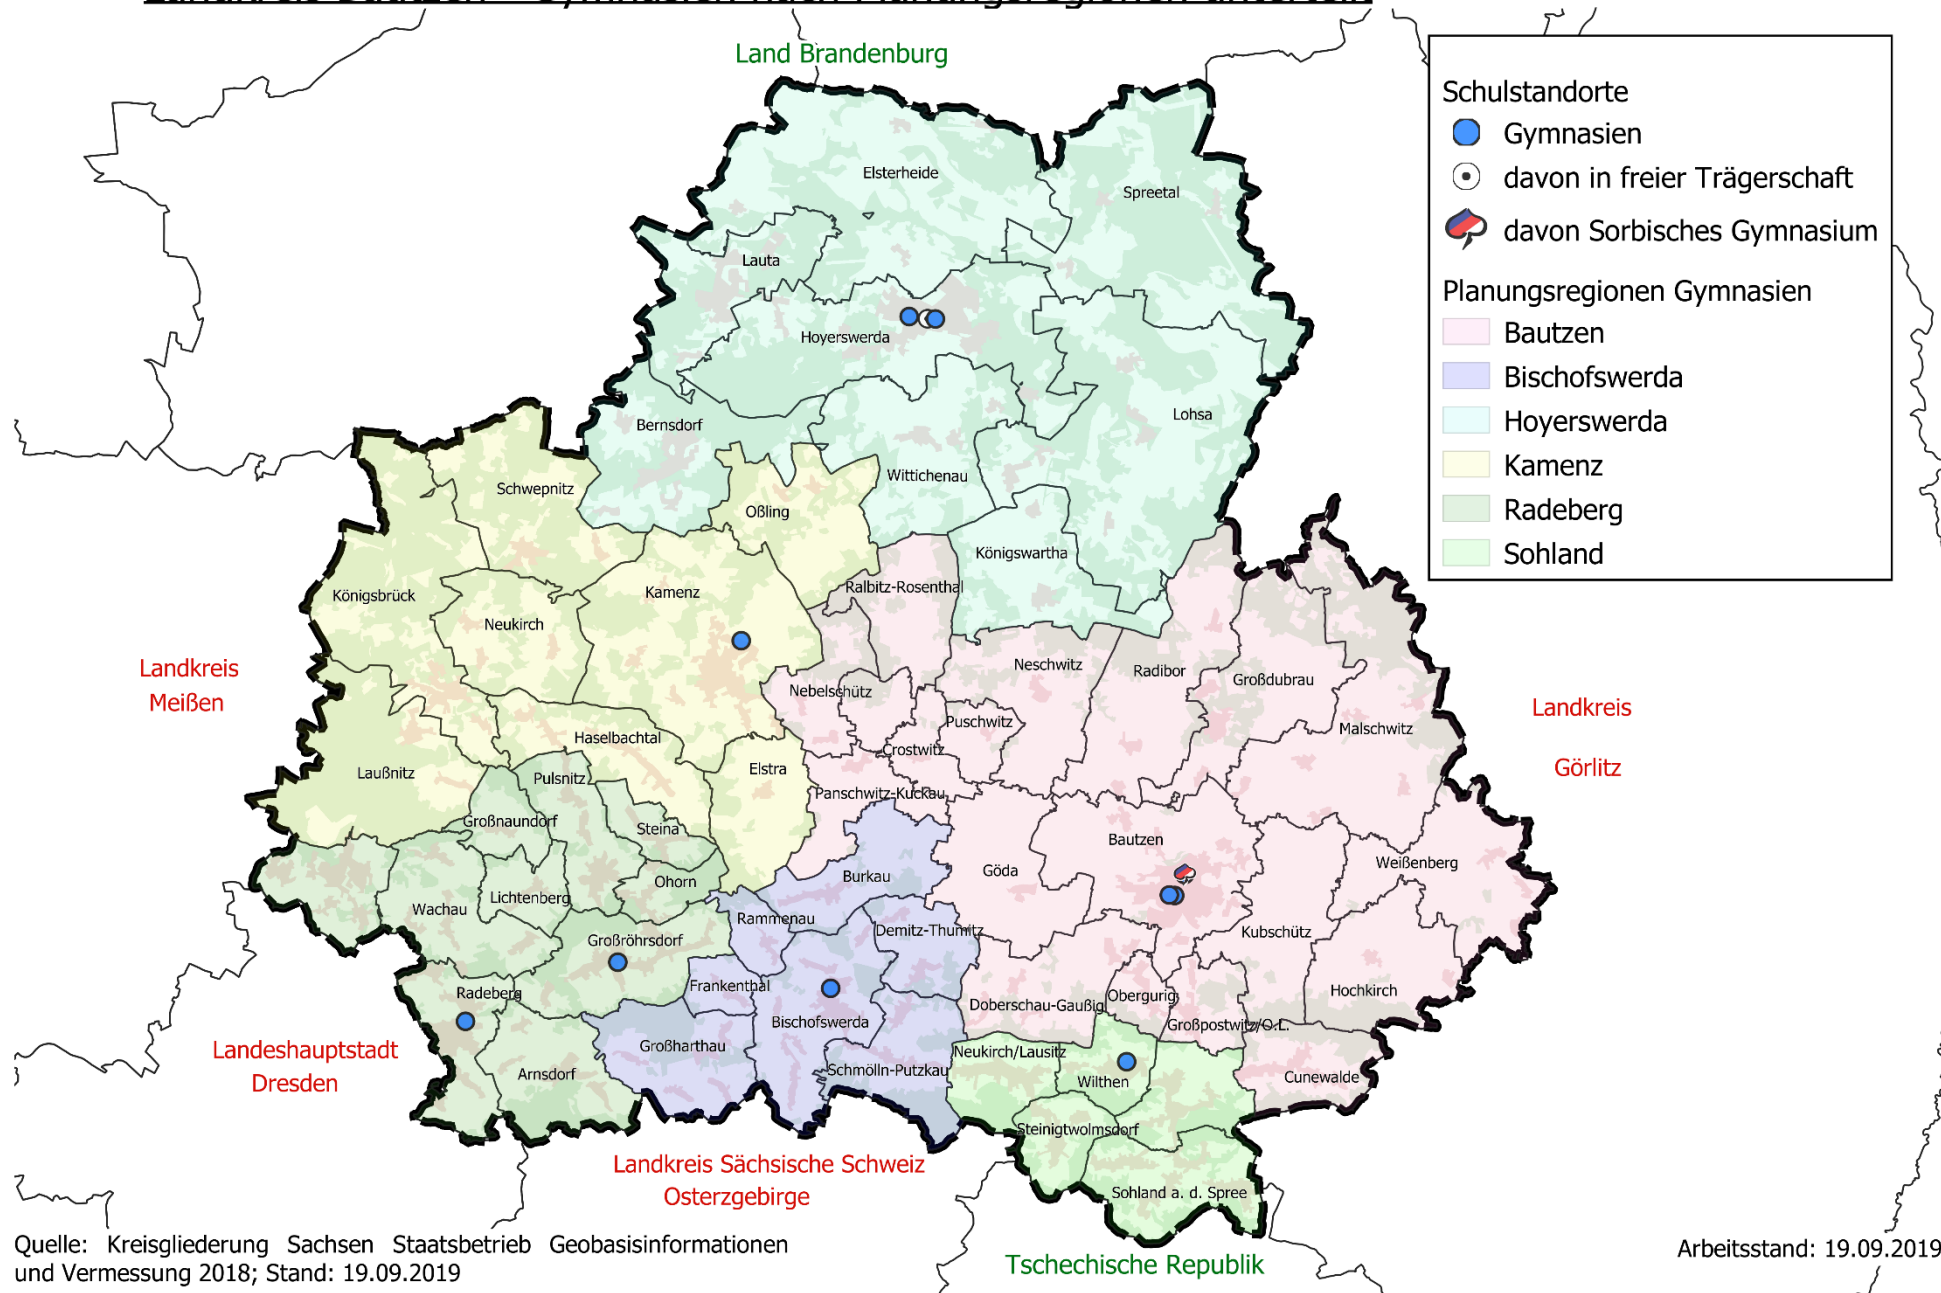 Land Brandenburg
Schulstandorte
Gymnasien
davon in freier Trägerschaft
davon Sorbisches Gymnasium
Planungsregionen Gymnasien
Bautzen
Bischofswerda
Hoyerswerda
Kamenz
Radeberg
Sohland
Elsterheide
Spreetal
Lauta
Hoyerswerda
Bernsdorf
Lohsa
Wittichenau
Schwepnitz
Oßling
Königswartha
Königsbrück
Kamenz
Ralbitz-Rosenthal
Neukirch
Landkreis
Meißen
Neschwitz
Radibor
Großdubrau
Nebelschütz
Puschwitz
Malschwitz
Landkreis
Görlitz
Haselbachtal
Crostwitz
Laußnitz
Pulsnitz
Elstra
Panschwitz-Kuckau
Großnaundorf
Steina
Bautzen
Weißenberg
Göda
Burkau
Ohorn
Lichtenberg
Wachau
Rammenau
Demitz-Thumitz
Kubschütz
Großröhrsdorf
Frankenthal
Radeberg
Hochkirch
Obergurig
Doberschau-Gaußig
Bischofswerda
Großpostwitz/O.L.
Großharthau
Neukirch/Lausitz
Landeshauptstadt
Dresden
Arnsdorf
Schmölln-Putzkau
Wilthen
Cunewalde
Steinigtwolmsdorf
Landkreis Sächsische Schweiz
Osterzgebirge
Sohland a. d. Spree
Quelle: Kreisgliederung Sachsen Staatsbetrieb Geobasisinformationen
und Vermessung 2018; Stand: 19.09.2019
Tschechische Republik
Arbeitsstand: 19.09.2019